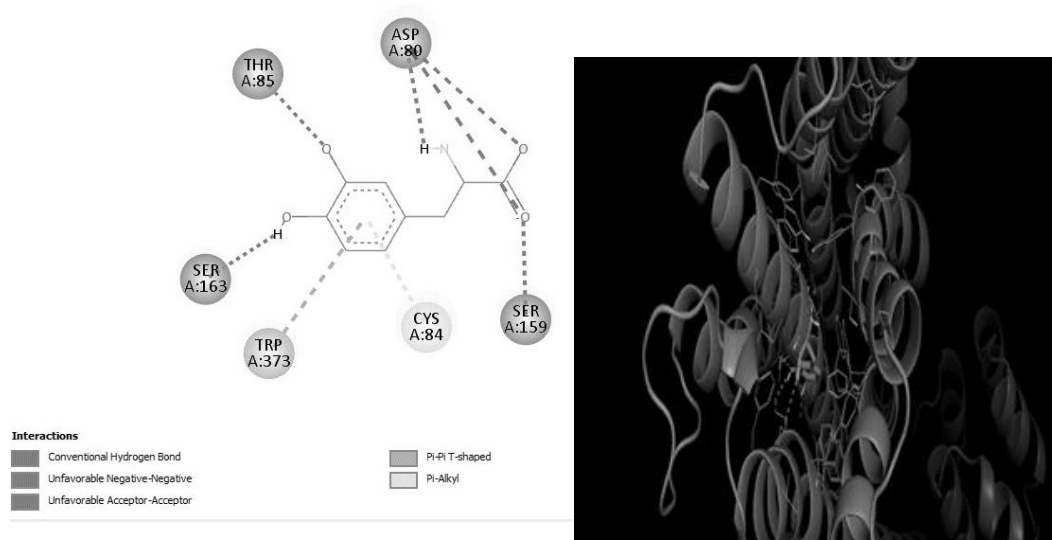 ASP
A:80
THR
A:85
H
N
O
O
O
O
H
SER
A:163
TRP
A:373
CYS
A:84
SER
A:159
Interactions
Conventional Hydrogen Bond
Unfavorable Negative-Negative
Unfavorable Acceptor-Acceptor
Pi-Pi T-shaped
Pi-Alkyl